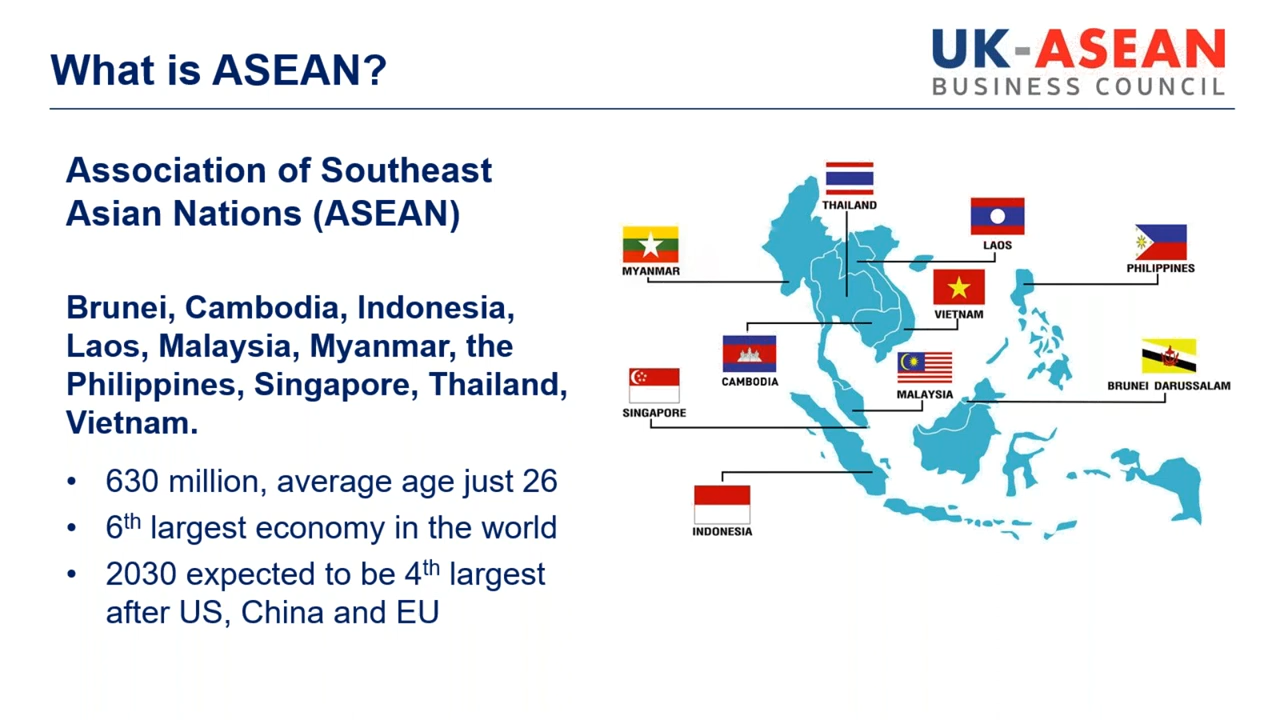 What is ASEAN?
UK-ASEAN
BUSINESS COUNCIL
Association of Southeast
Asian Nations (ASEAN)
Brunei, Cambodia, Indonesia,
Laos, Malaysia, Myanmar, the
Philippines, Singapore, Thailand,
Vietnam.
• 630 million, average age just 26
• 6th largest economy in the world
• 2030 expected to be 4th largest
after US, China and EU
THAILAND
LAOS
MYANMAR
PHILIPPINES
VIETNAM
CAMBODIA
MALAYSIA
BRUNEI DARUSSALAM
SINGAPORE
INDONESIA